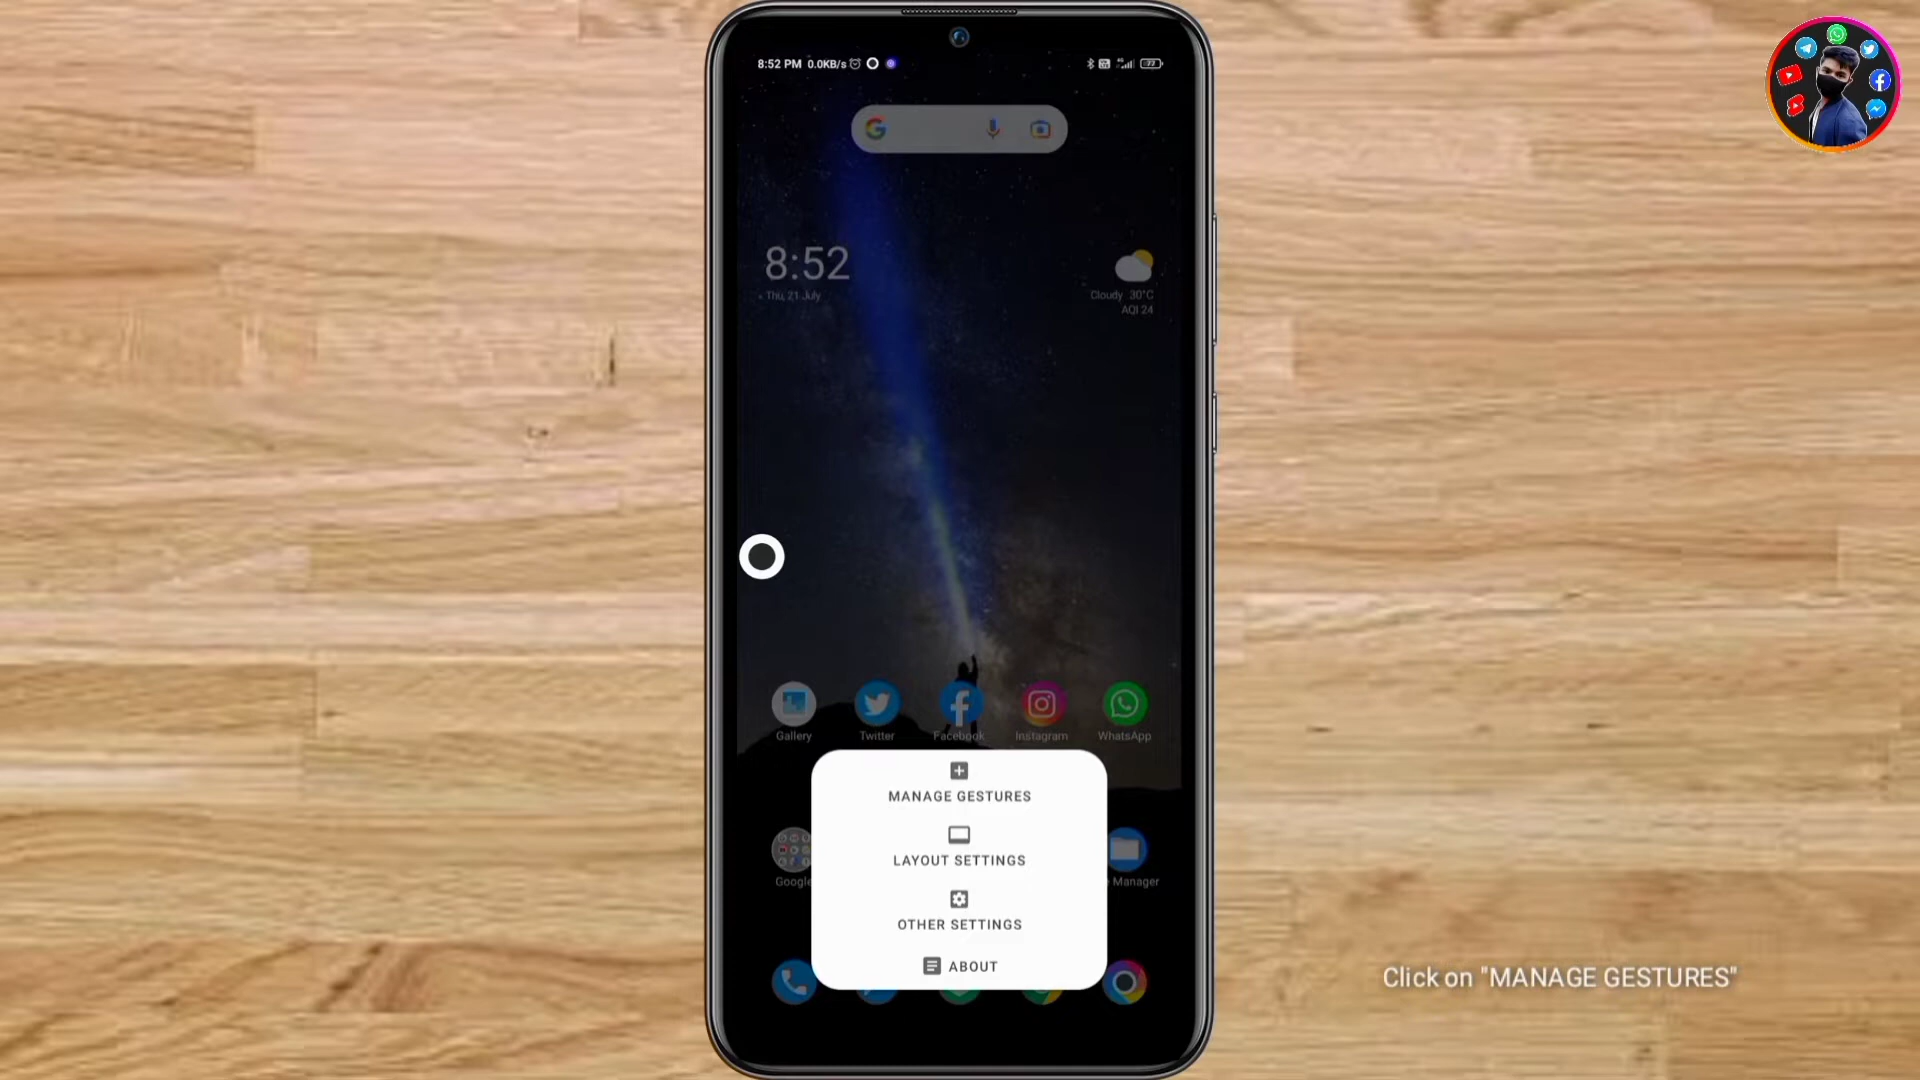 8:52 PM 0.0KB/s
77
8:52
Thu, 21 July
Cloudy 30°C
AQI 24
Gallery Twitter Facebook Instagram WhatsApp
MANAGE GESTURES
LAYOUT SETTINGS
OTHER SETTINGS
ABOUT
Google
Manager
Click on "MANAGE GESTURES"